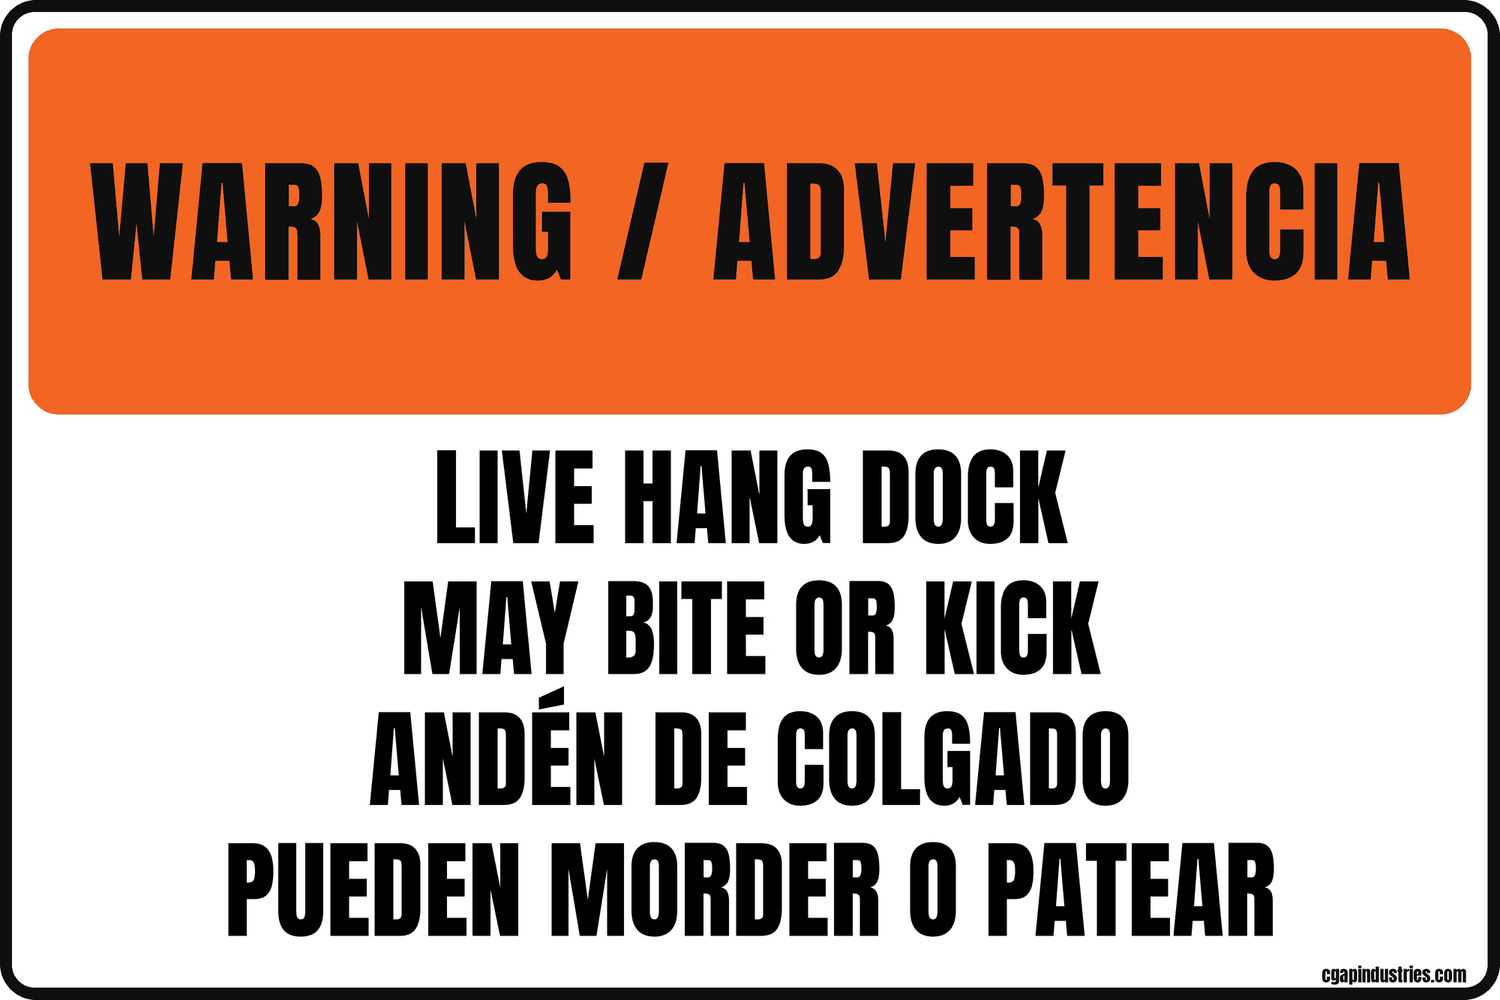 WARNING / ADVERTENCIA
LIVE HANG DOCK
MAY BITE OR KICK
ANDÉN DE COLGADO
PUEDEN MORDER O PATEAR
cgapindustries.com